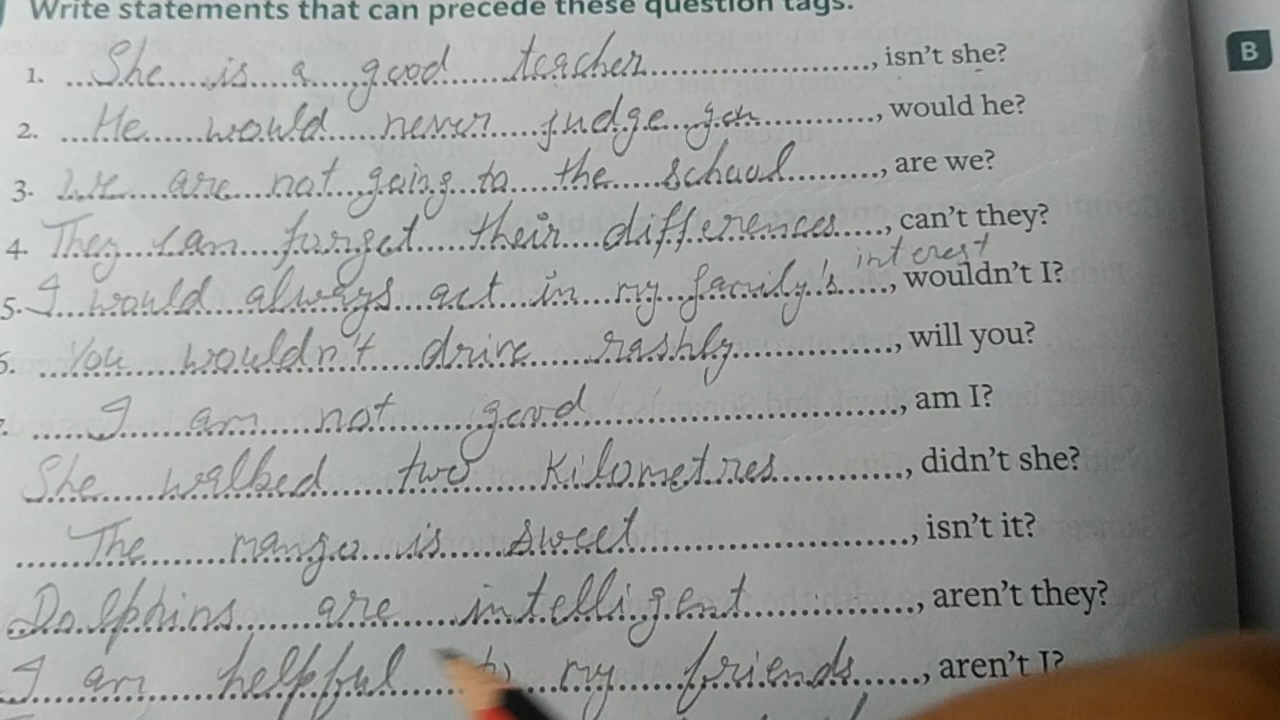 Write statements that can precede these question tags.
B
1. She is a good teacher, isn't she?
2. He would never judge you, would he?
3. We are not going to the school, are we?
4. They can forget their differences, can't they?
interest
5. I would always act in my family's, wouldn't I?
6. You wouldn't drive rashly, will you?
I am not good, am I?
She walked two kilometres, didn't she?
The mango is sweet, isn't it?
Dolphins are intelligent, aren't they?
I am helpful to my friends, aren't I?